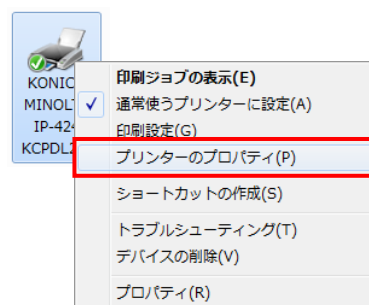 KONIC
MINOL
IP-424
KCPDL2
印刷ジョブの表示(E)
通常使うプリンターに設定(A)
印刷設定(G)
プリンターのプロパティ(P)
ショートカットの作成(S)
トラブルシューティング(T)
デバイスの削除(V)
プロパティ(R)